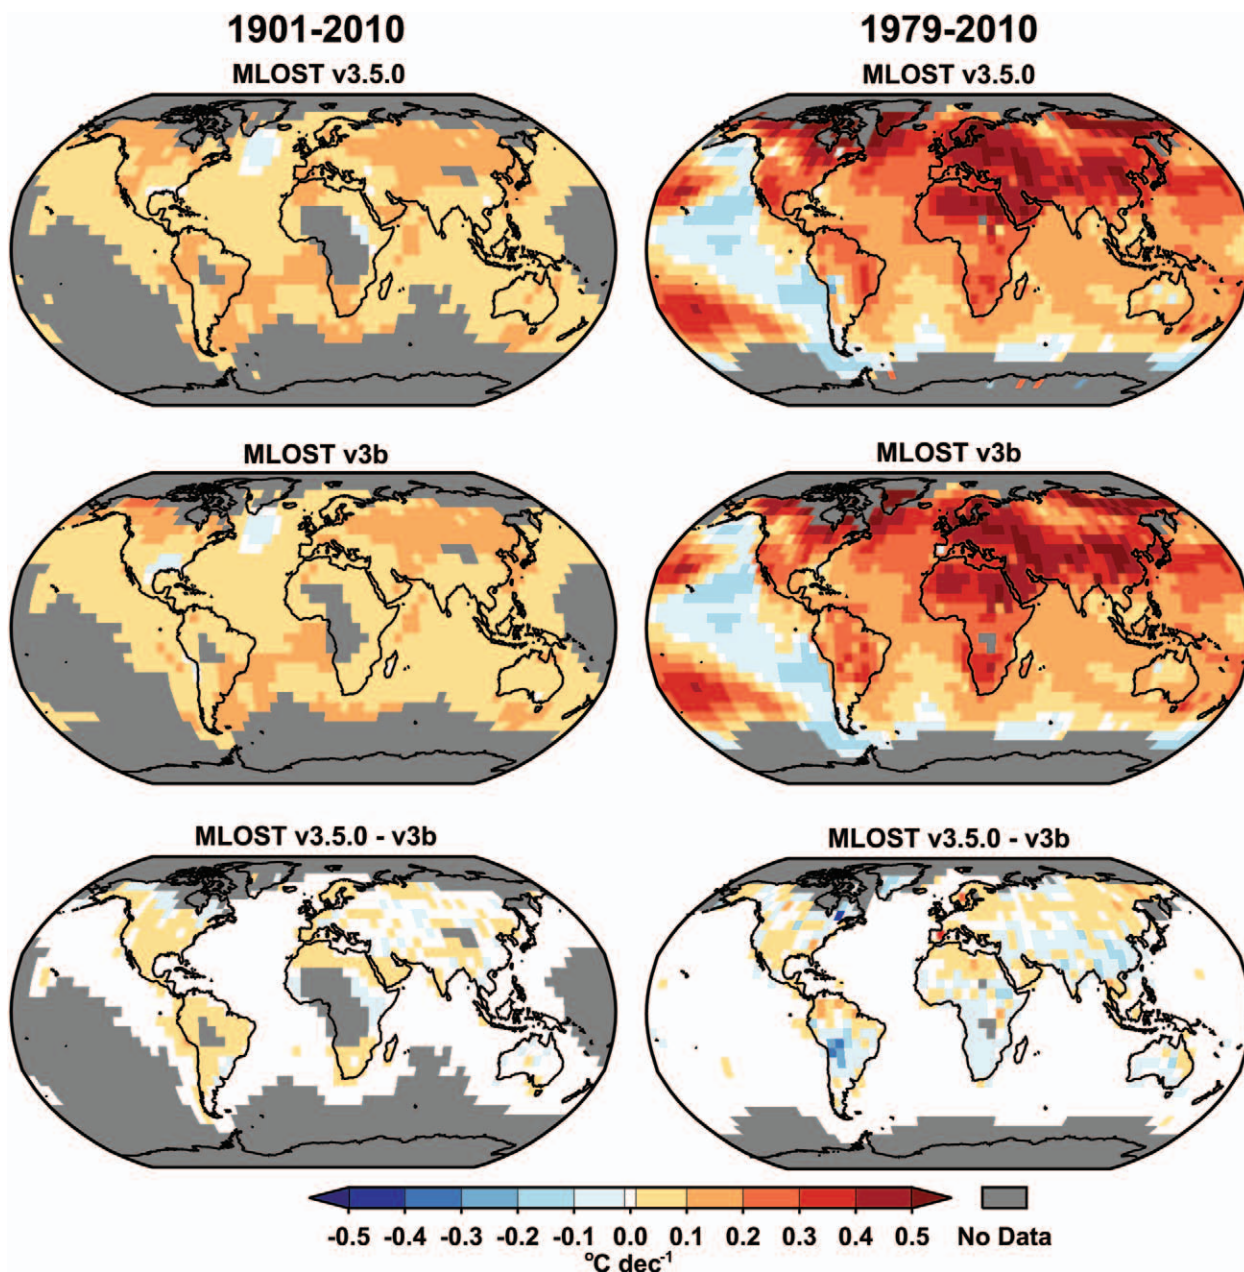 1901-2010
1979-2010
MLOST v3.5.0
MLOST v3.5.0
MLOST v3b
MLOST v3b
MLOST v3.5.0 - v3b
MLOST v3.5.0 - v3b
-0.5 -0.4 -0.3 -0.2 -0.1 0.0 0.1 0.2 0.3 0.4 0.5 No Data
°C dec⁻¹